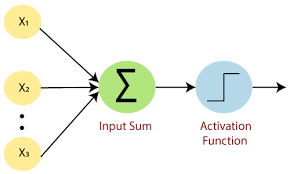 X1
X2
Σ
X3
Input Sum
Activation
Function